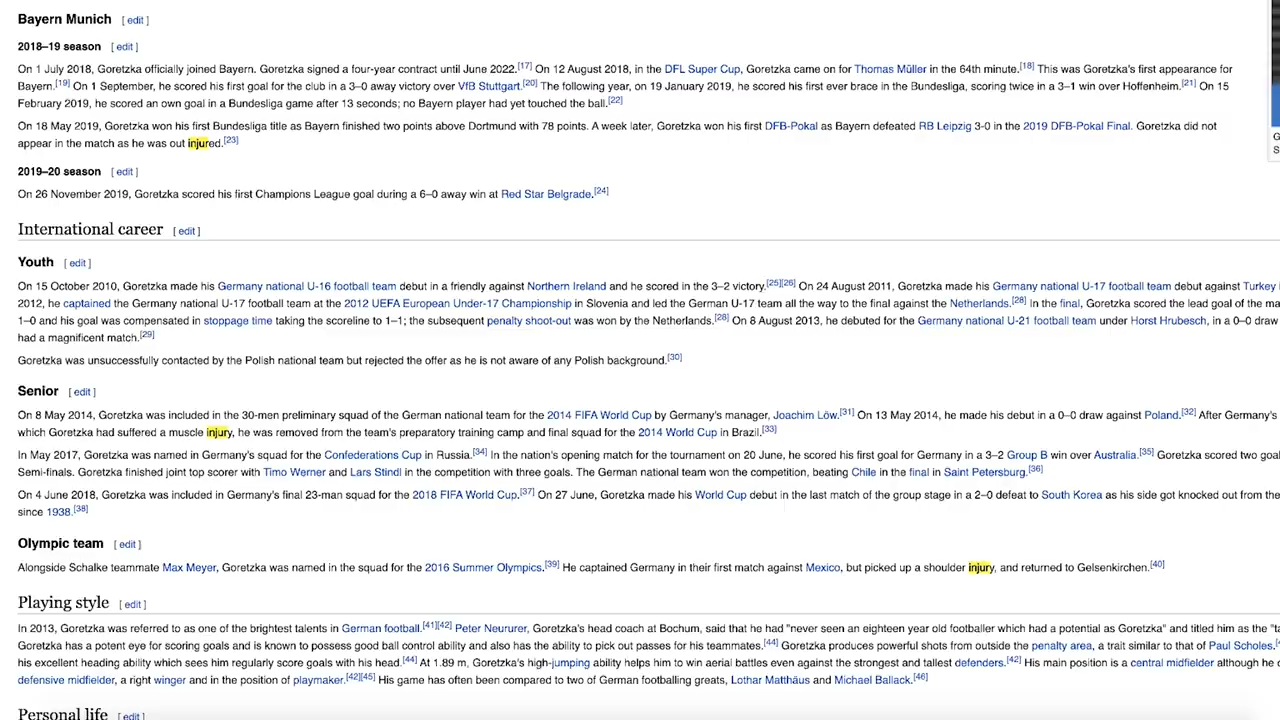 Bayern Munich [ edit ]
2018–19 season [ edit ]
On 1 July 2018, Goretzka officially joined Bayern. Goretzka signed a four-year contract until June 2022.[17] On 12 August 2018, in the DFL Super Cup, Goretzka came on for Thomas Müller in the 64th minute.[18] This was Goretzka's first appearance for
Bayern.[19] On 1 September, he scored his first goal for the club in a 3–0 away victory over VfB Stuttgart.[20] The following year, on 19 January 2019, he scored his first ever brace in the Bundesliga, scoring twice in a 3–1 win over Hoffenheim.[21] On 15
February 2019, he scored an own goal in a Bundesliga game after 13 seconds; no Bayern player had yet touched the ball.[22]
On 18 May 2019, Goretzka won his first Bundesliga title as Bayern finished two points above Dortmund with 78 points. A week later, Goretzka won his first DFB-Pokal as Bayern defeated RB Leipzig 3-0 in the 2019 DFB-Pokal Final. Goretzka did not
appear in the match as he was out injured.[23]
2019–20 season [ edit ]
On 26 November 2019, Goretzka scored his first Champions League goal during a 6–0 away win at Red Star Belgrade.[24]
International career [ edit ]
Youth [ edit ]
On 15 October 2010, Goretzka made his Germany national U-16 football team debut in a friendly against Northern Ireland and he scored in the 3–2 victory.[25][26] On 24 August 2011, Goretzka made his Germany national U-17 football team debut against Turkey
2012, he captained the Germany national U-17 football team at the 2012 UEFA European Under-17 Championship in Slovenia and led the German U-17 team all the way to the final against the Netherlands.[28] In the final, Goretzka scored the lead goal of the ma
1–0 and his goal was compensated in stoppage time taking the scoreline to 1–1; the subsequent penalty shoot-out was won by the Netherlands.[28] On 8 August 2013, he debuted for the Germany national U-21 football team under Horst Hrubesch, in a 0–0 draw
had a magnificent match.[29]
Goretzka was unsuccessfully contacted by the Polish national team but rejected the offer as he is not aware of any Polish background.[30]
Senior [ edit ]
On 8 May 2014, Goretzka was included in the 30-men preliminary squad of the German national team for the 2014 FIFA World Cup by Germany's manager, Joachim Löw.[31] On 13 May 2014, he made his debut in a 0–0 draw against Poland.[32] After Germany's
which Goretzka had suffered a muscle injury, he was removed from the team's preparatory training camp and final squad for the 2014 World Cup in Brazil.[33]
In May 2017, Goretzka was named in Germany's squad for the Confederations Cup in Russia.[34] In the nation's opening match for the tournament on 20 June, he scored his first goal for Germany in a 3–2 Group B win over Australia.[35] Goretzka scored two goal
Semi-finals. Goretzka finished joint top scorer with Timo Werner and Lars Stindl in the competition with three goals. The German national team won the competition, beating Chile in the final in Saint Petersburg.[36]
On 4 June 2018, Goretzka was included in Germany's final 23-man squad for the 2018 FIFA World Cup.[37] On 27 June, Goretzka made his World Cup debut in the last match of the group stage in a 2–0 defeat to South Korea as his side got knocked out from the
since 1938.[38]
Olympic team [ edit ]
Alongside Schalke teammate Max Meyer, Goretzka was named in the squad for the 2016 Summer Olympics.[39] He captained Germany in their first match against Mexico, but picked up a shoulder injury, and returned to Gelsenkirchen.[40]
Playing style [ edit ]
In 2013, Goretzka was referred to as one of the brightest talents in German football.[41][42] Peter Neururer, Goretzka's head coach at Bochum, said that he had "never seen an eighteen year old footballer which had a potential as Goretzka" and titled him as the "ta
Goretzka has a potent eye for scoring goals and is known to possess good ball control ability and also has the ability to pick out passes for his teammates.[44] Goretzka produces powerful shots from outside the penalty area, a trait similar to that of Paul Scholes.
his excellent heading ability which sees him regularly score goals with his head.[44] At 1.89 m, Goretzka's high-jumping ability helps him to win aerial battles even against the strongest and tallest defenders.[42] His main position is a central midfielder although he c
defensive midfielder, a right winger and in the position of playmaker.[42][45] His game has often been compared to two of German footballing greats, Lothar Matthäus and Michael Ballack.[46]
Personal life [ edit ]
G
S